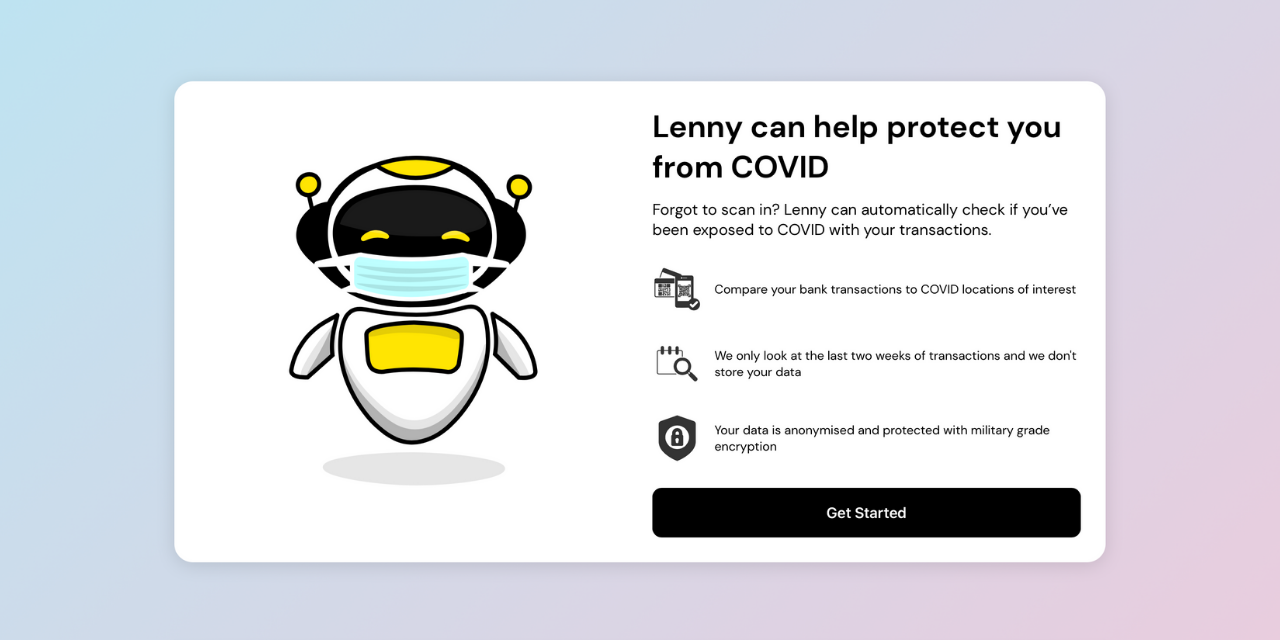 Lenny can help protect you
from COVID
Forgot to scan in? Lenny can automatically check if you’ve
been exposed to COVID with your transactions.
Compare your bank transactions to COVID locations of interest
We only look at the last two weeks of transactions and we don't
store your data
Your data is anonymised and protected with military grade
encryption
Get Started